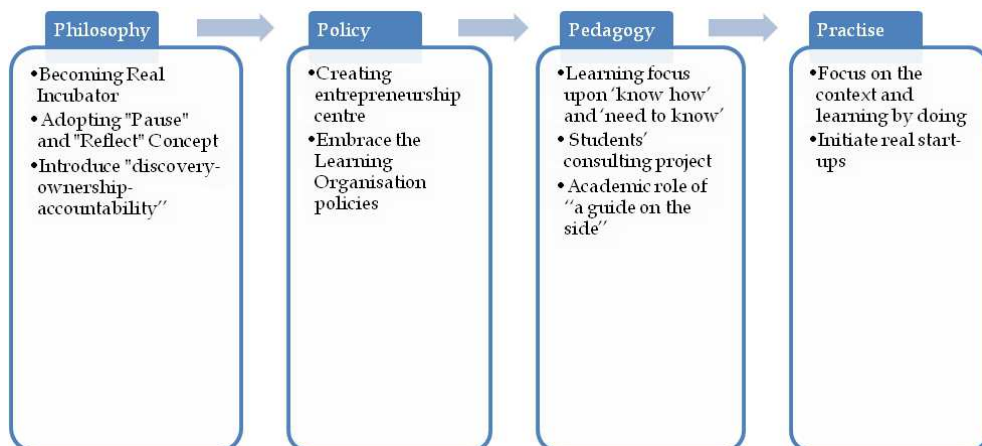 Philosophy
•Becoming Real
Incubator
•Adopting "Pause"
and "Reflect" Concept
•Introduce "discovery-
ownership-
accountability"
Policy
•Creating
entrepreneurship
centre
•Embrace the
Learning
Organisation
policies
Pedagogy
•Learning focus
upon ‘know how’
and ‘need to know’
•Students’
consulting project
•Academic role of
“a guide on the
side”
Practise
•Focus on the
context and
learning by doing
•Initiate real start-
ups